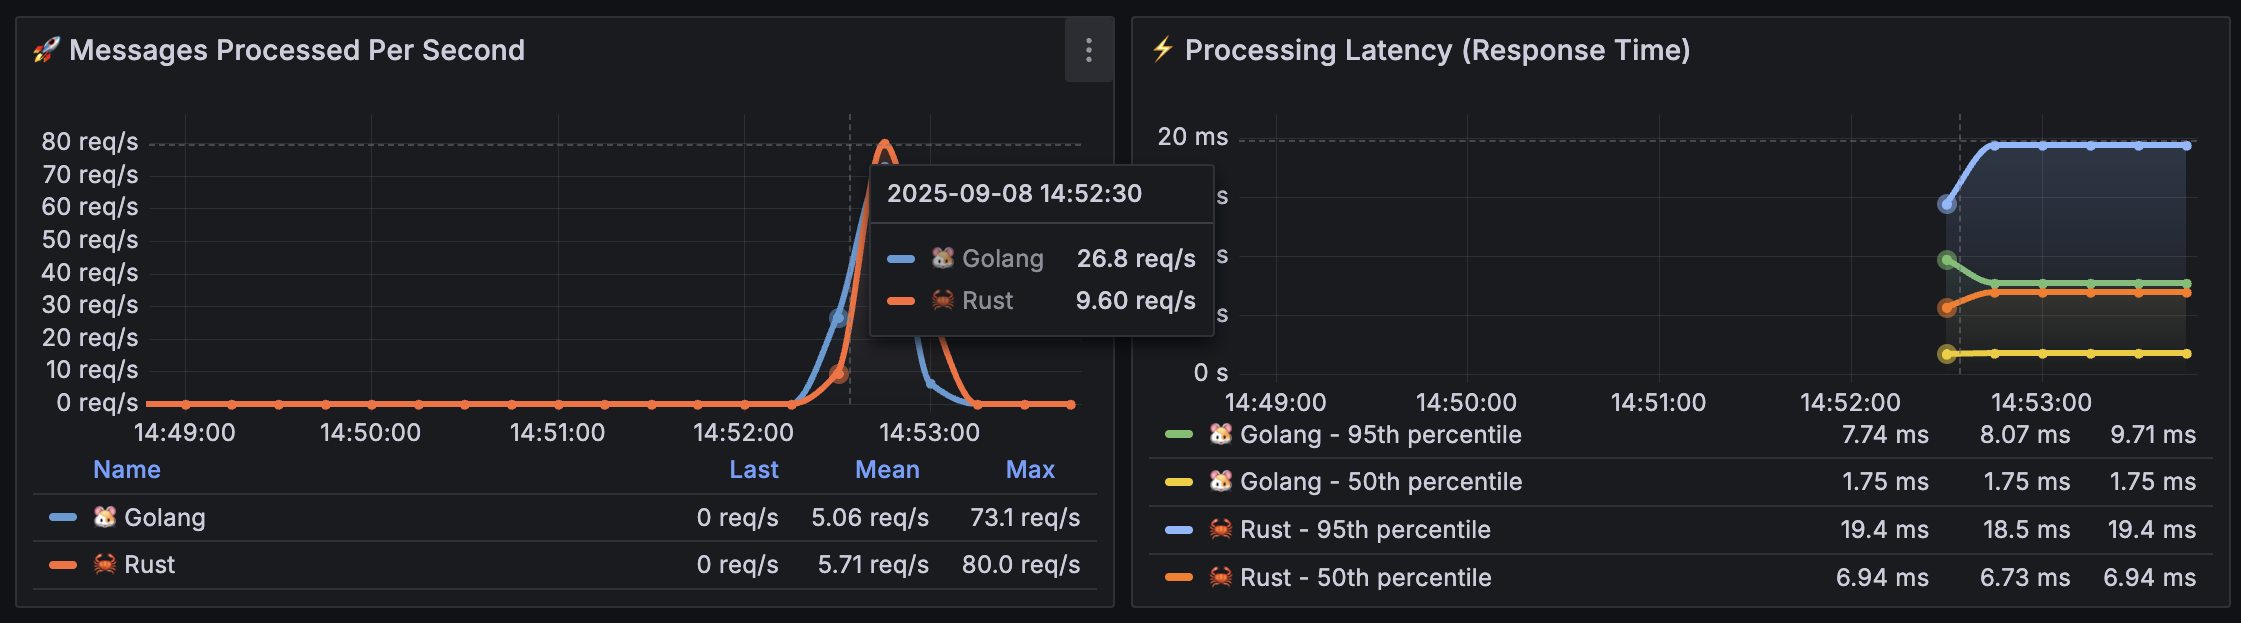 🚀 Messages Processed Per Second
80 req/s
70 req/s
60 req/s
50 req/s
40 req/s
30 req/s
20 req/s
10 req/s
0 req/s
14:49:00 14:50:00 14:51:00 14:52:00 14:53:00
2025-09-08 14:52:30
🐹 Golang 26.8 req/s
🦀 Rust 9.60 req/s
Name Last Mean Max
🐹 Golang 0 req/s 5.06 req/s 73.1 req/s
🦀 Rust 0 req/s 5.71 req/s 80.0 req/s
⚡ Processing Latency (Response Time)
20 ms
s
s
s
0 s
14:49:00 14:50:00 14:51:00 14:52:00 14:53:00
🐹 Golang - 95th percentile 7.74 ms 8.07 ms 9.71 ms
🐹 Golang - 50th percentile 1.75 ms 1.75 ms 1.75 ms
🦀 Rust - 95th percentile 19.4 ms 18.5 ms 19.4 ms
🦀 Rust - 50th percentile 6.94 ms 6.73 ms 6.94 ms